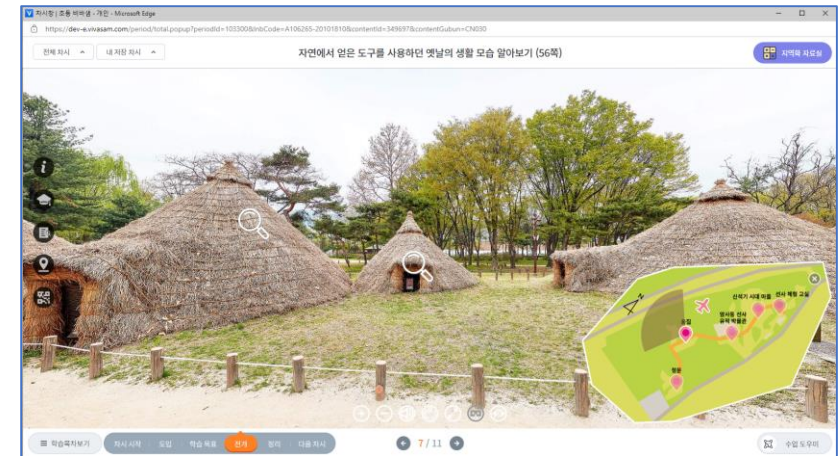 차시창 | 초등 비바샘 - 개인 - Microsoft Edge
https://dev-e.vivasam.com/period/total.popup?periodId=103300&lnbCode=A106265-20101810&contentId=349697&contentGubun=CN030
전체 차시
내 저장 차시
자연에서 얻은 도구를 사용하던 옛날의 생활 모습 알아보기 (56쪽)
지역화 자료실
신석기 시대 마을
선사 체험 교실
암사동 선사
유적 박물관
움집
정문
학습목차보기
차시 시작
도입
학습 목표
전개
정리
다음 차시
7 / 11
수업 도우미